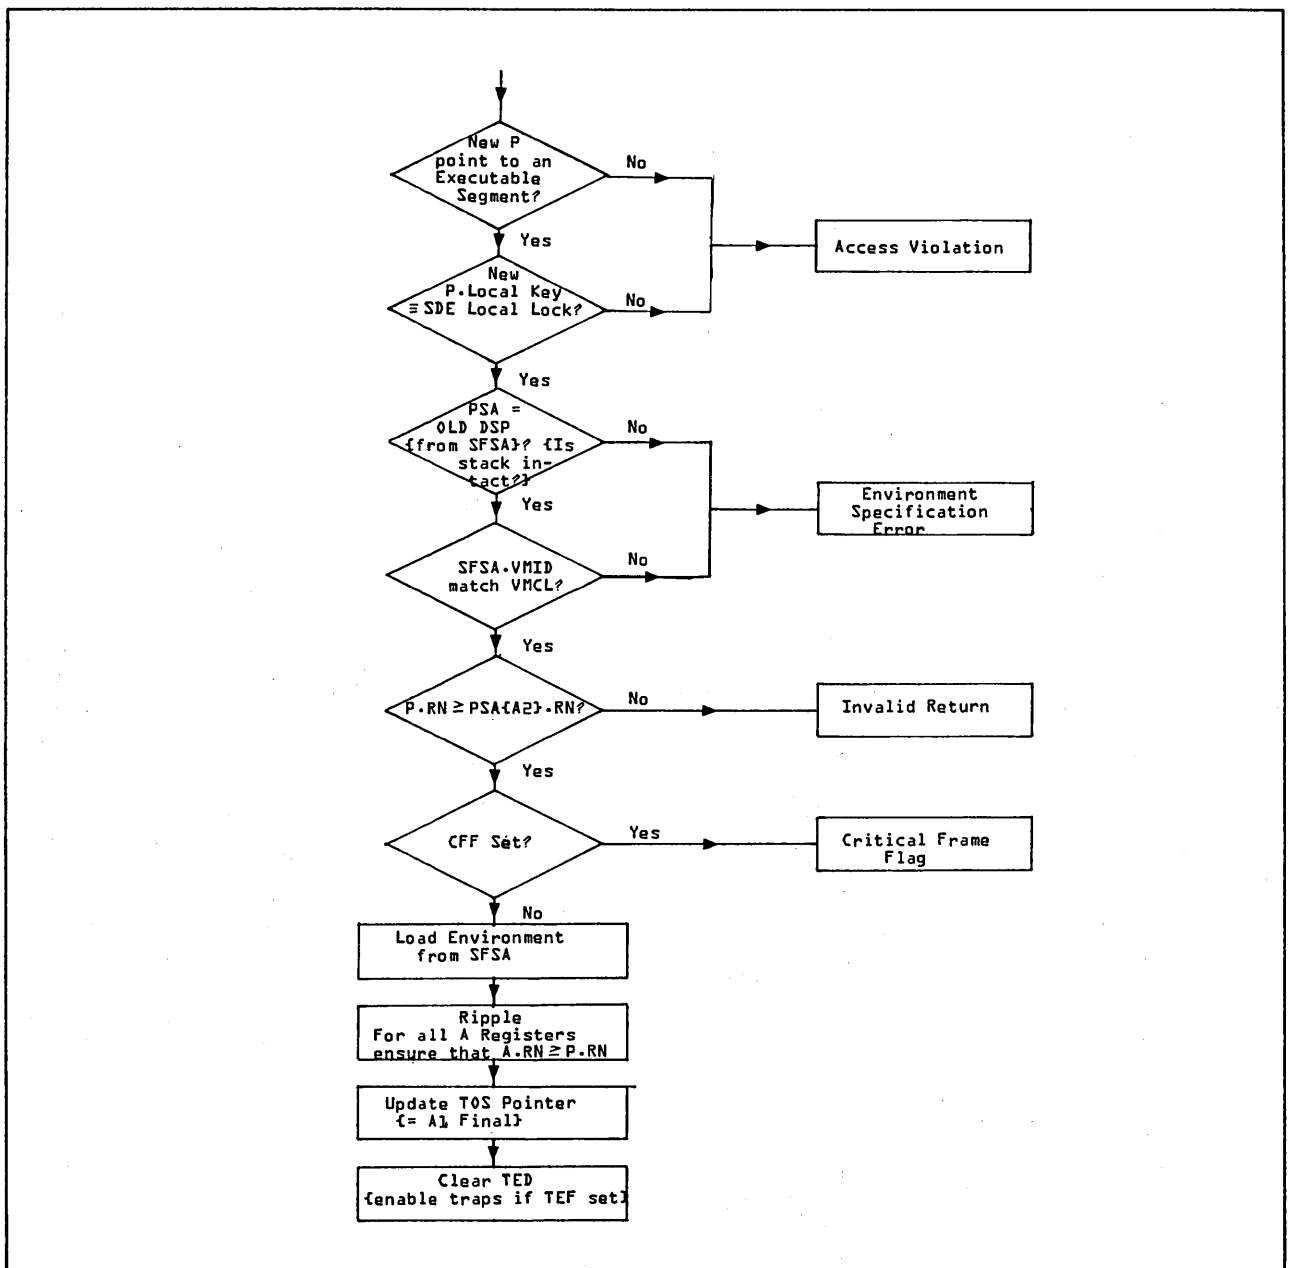 New P
point to an
Executable
Segment?
No
Yes
Access Violation
New
P.Local Key
≡ SDE Local Lock?
No
Yes
PSA =
OLD DSP
{from SFSA}? {Is
stack in-
tact?}
No
Yes
Environment
Specification
Error
SFSA.VMID
match VMCL?
No
Yes
P.RN ≥ PSA{A2}.RN?
No
Invalid Return
Yes
CFF Set?
Yes
Critical Frame
Flag
No
Load Environment
from SFSA
Ripple
For all A Registers
ensure that A.RN ≥ P.RN
Update TOS Pointer
{= A1 Final}
Clear TED
{enable traps if TEF set}